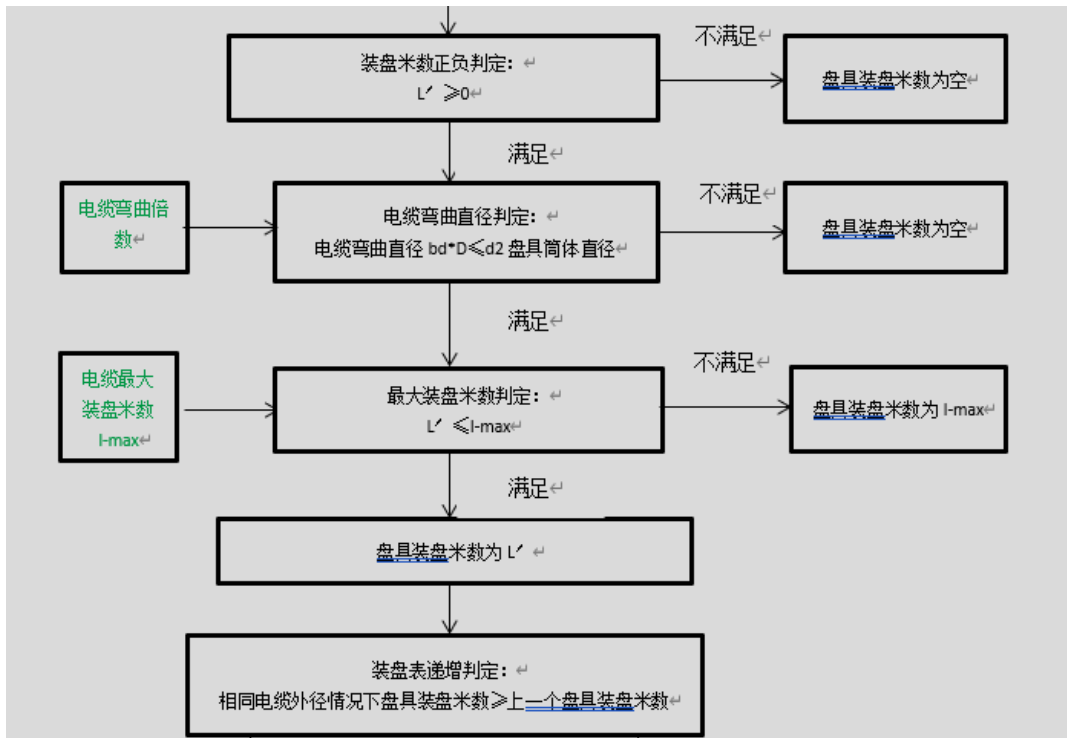 装盘米数正负判定：
L′ ≥0
不满足
盘具装盘米数为空
满足
电缆弯曲倍
数
电缆弯曲直径判定：
电缆弯曲直径 bd*D≤d2 盘具筒体直径
不满足
盘具装盘米数为空
满足
电缆最大
装盘米数
l-max
最大装盘米数判定：
L′ ≤l-max
不满足
盘具装盘米数为 l-max
满足
盘具装盘米数为 L′
装盘表递增判定：
相同电缆外径情况下盘具装盘米数≥上一个盘具装盘米数